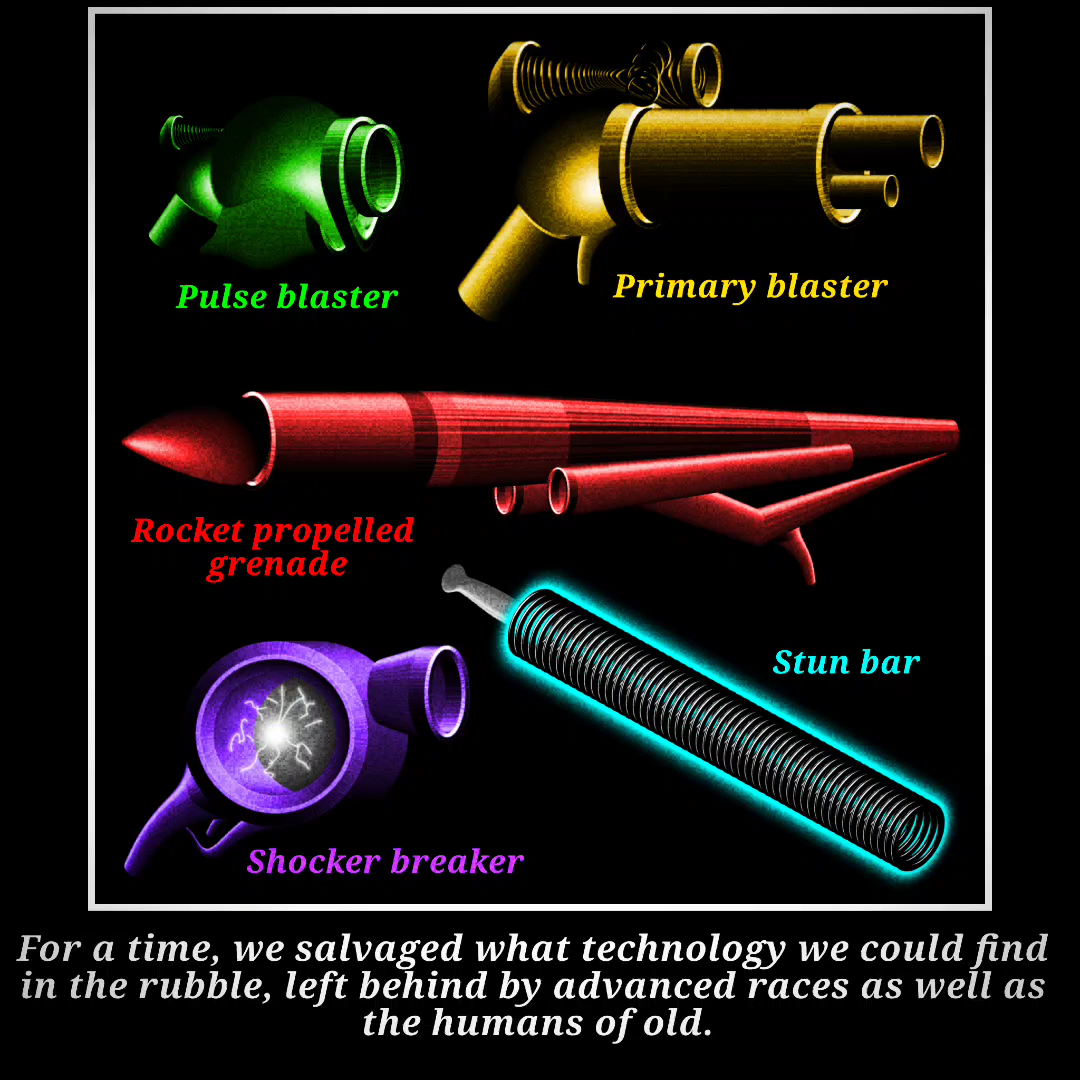 Pulse blaster
Primary blaster
Rocket propelled
grenade
Stun bar
Shocker breaker
For a time, we salvaged what technology we could find
in the rubble, left behind by advanced races as well as
the humans of old.